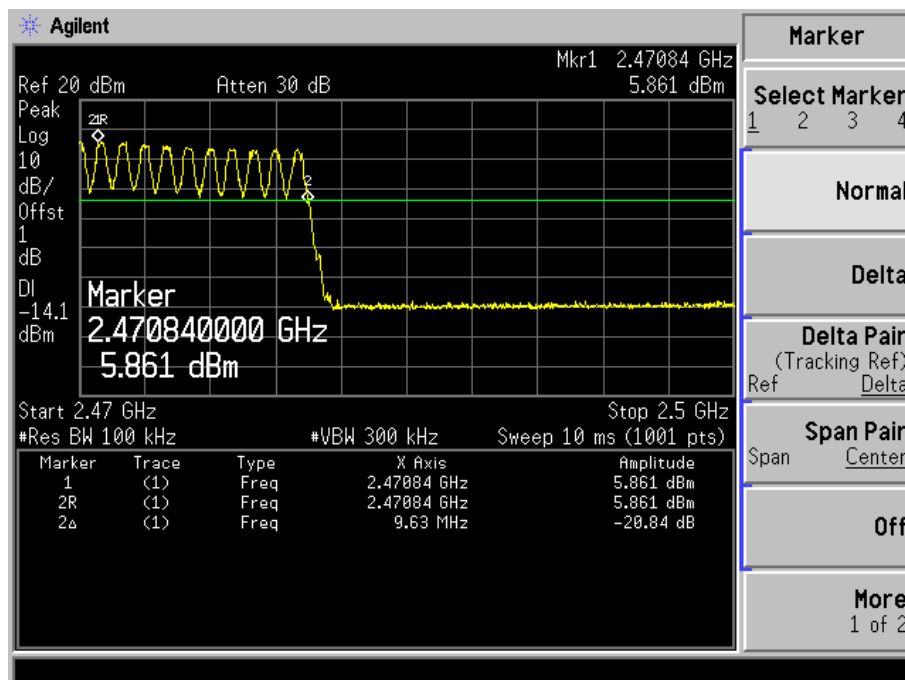 Agilent
Mkr1 2.47084 GHz
Ref 20 dBm Atten 30 dB 5.861 dBm
Peak
Log
10
dB/
Offst
1
dB
DI
-14.1
dBm
2
Marker
2.470840000 GHz
5.861 dBm
Start 2.47 GHz Stop 2.5 GHz
#Res BW 100 kHz #VBW 300 kHz Sweep 10 ms (1001 pts)
Marker Trace Type X Axis Amplitude
1 (1) Freq 2.47084 GHz 5.861 dBm
2R (1) Freq 2.47084 GHz 5.861 dBm
2Δ (1) Freq 9.63 MHz -20.84 dB
Marker
Select Marker
1 2 3 4
Normal
Delta
Delta Pair
(Tracking Ref)
Ref Delta
Span Pair
Span Center
Off
More
1 of 2